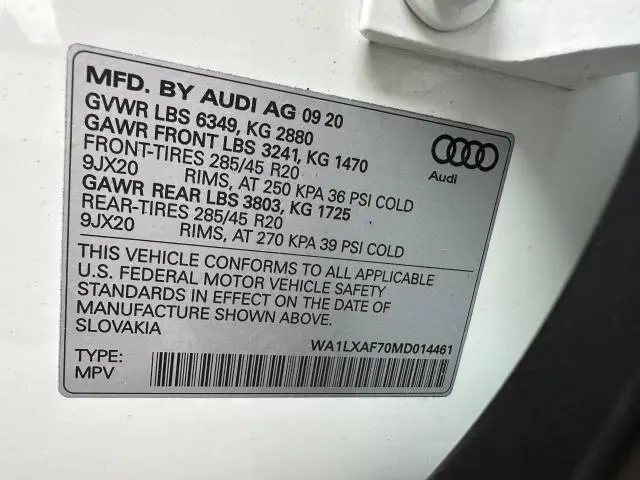 MFD. BY AUDI AG 09 20
GVWR LBS 6349, KG 2880
GAWR FRONT LBS 3241, KG 1470
FRONT-TIRES 285/45 R20
9JX20 RIMS, AT 250 KPA 36 PSI COLD
GAWR REAR LBS 3803, KG 1725
REAR-TIRES 285/45 R20
9JX20 RIMS, AT 270 KPA 39 PSI COLD
Audi
THIS VEHICLE CONFORMS TO ALL APPLICABLE
U.S. FEDERAL MOTOR VEHICLE SAFETY
STANDARDS IN EFFECT ON THE DATE OF
MANUFACTURE SHOWN ABOVE.
SLOVAKIA
WA1LXAF70MD014461
TYPE:
MPV